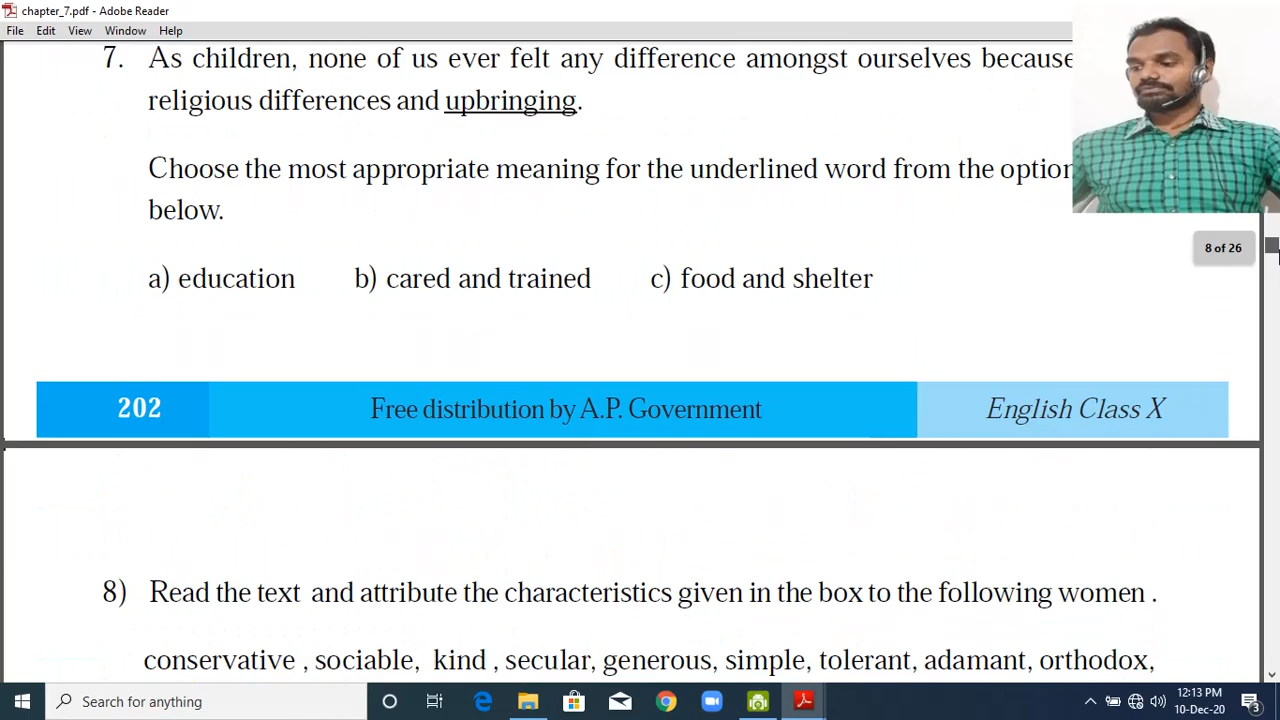 chapter_7.pdf - Adobe Reader
File Edit View Window Help
7. As children, none of us ever felt any difference amongst ourselves because
religious differences and upbringing.
Choose the most appropriate meaning for the underlined word from the option
below.
8 of 26
a) education b) cared and trained c) food and shelter
202 Free distribution by A.P. Government English Class X
8) Read the text and attribute the characteristics given in the box to the following women .
conservative , sociable, kind , secular, generous, simple, tolerant, adamant, orthodox,
Search for anything
12:13 PM
10-Dec-20
3